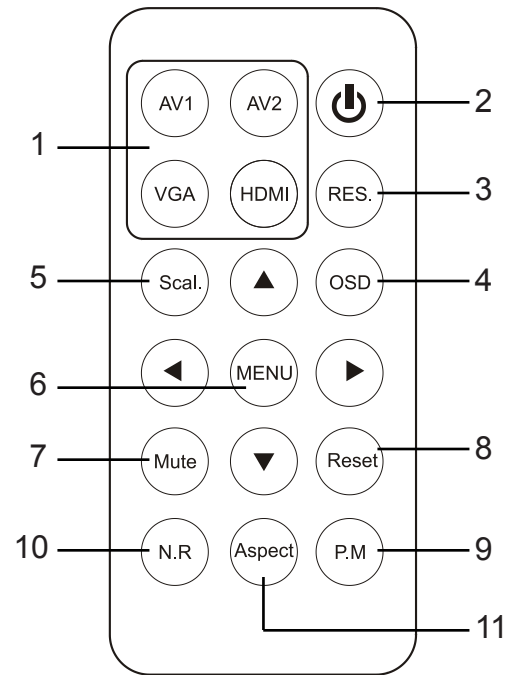 AV1 AV2 2
1
VGA HDMI RES. 3
5 Scal. OSD 4
MENU
6
7 Mute Reset 8
10 N.R Aspect P.M 9
11